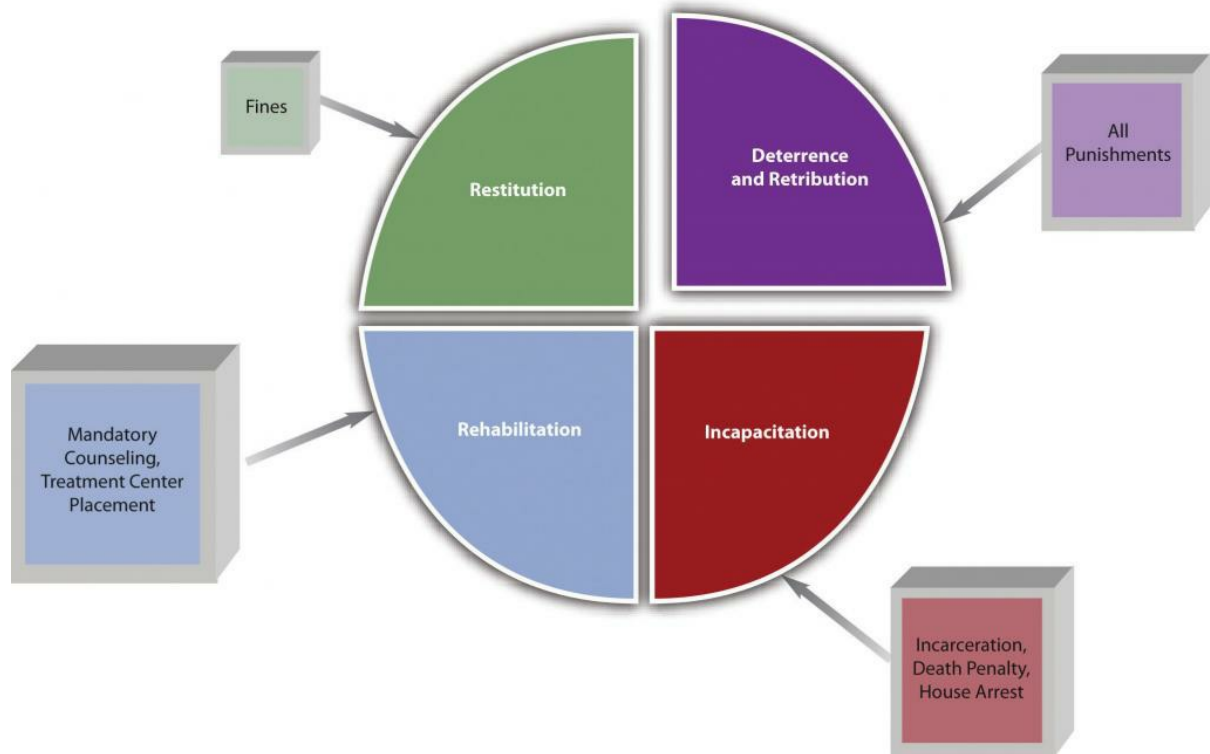 Fines
Restitution
Deterrence
and Retribution
All
Punishments
Mandatory
Counseling,
Treatment Center
Placement
Rehabilitation
Incapacitation
Incarceration,
Death Penalty,
House Arrest